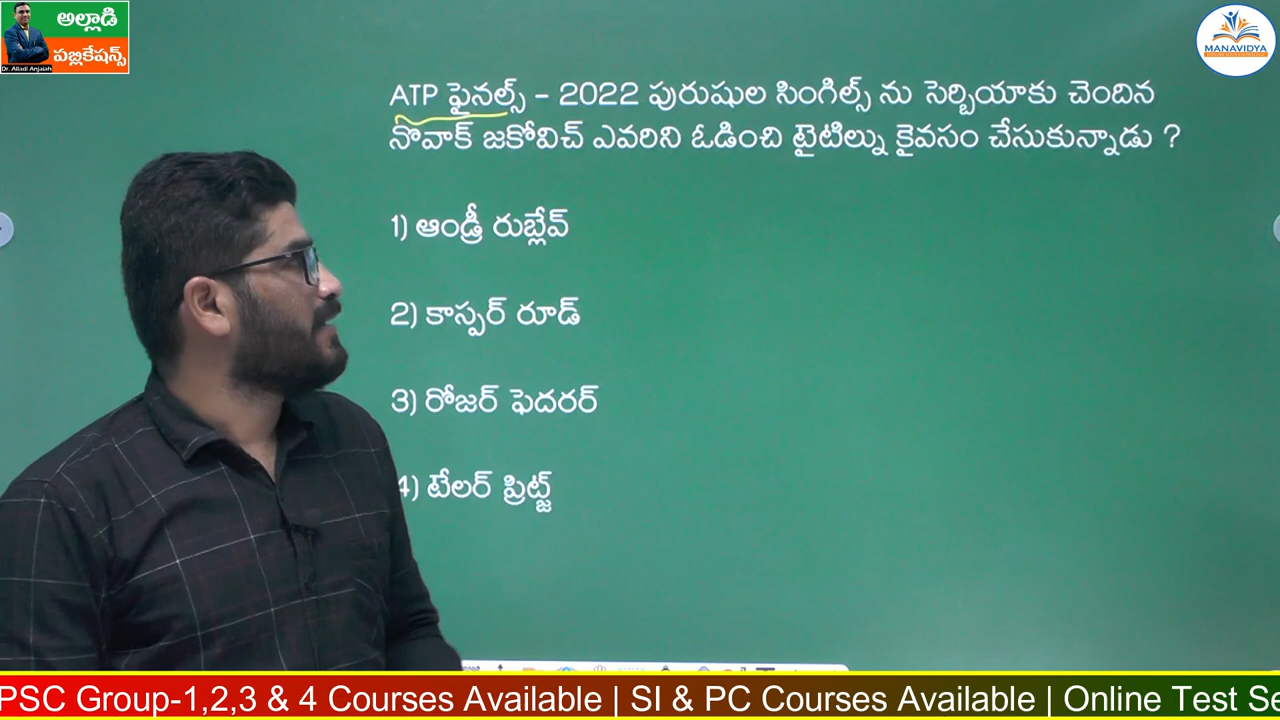 అల్లాడి
పబ్లికేషన్స్
Dr. Alladi Anjaiah
MANAVIDYA
ATP ఫైనల్స్ – 2022 పురుషుల సింగిల్స్ ను సెర్బియాకు చెందిన
నొవాక్ జకోవిచ్ ఎవరిని ఓడించి టైటిల్ను కైవసం చేసుకున్నాడు ?
1) ఆండ్రీ రుబ్లేవ్
2) కాస్పర్ రూడ్
3) రోజర్ ఫెదరర్
4) టేలర్ ప్రిట్జ్
PSC Group-1,2,3 & 4 Courses Available | SI & PC Courses Available | Online Test Se